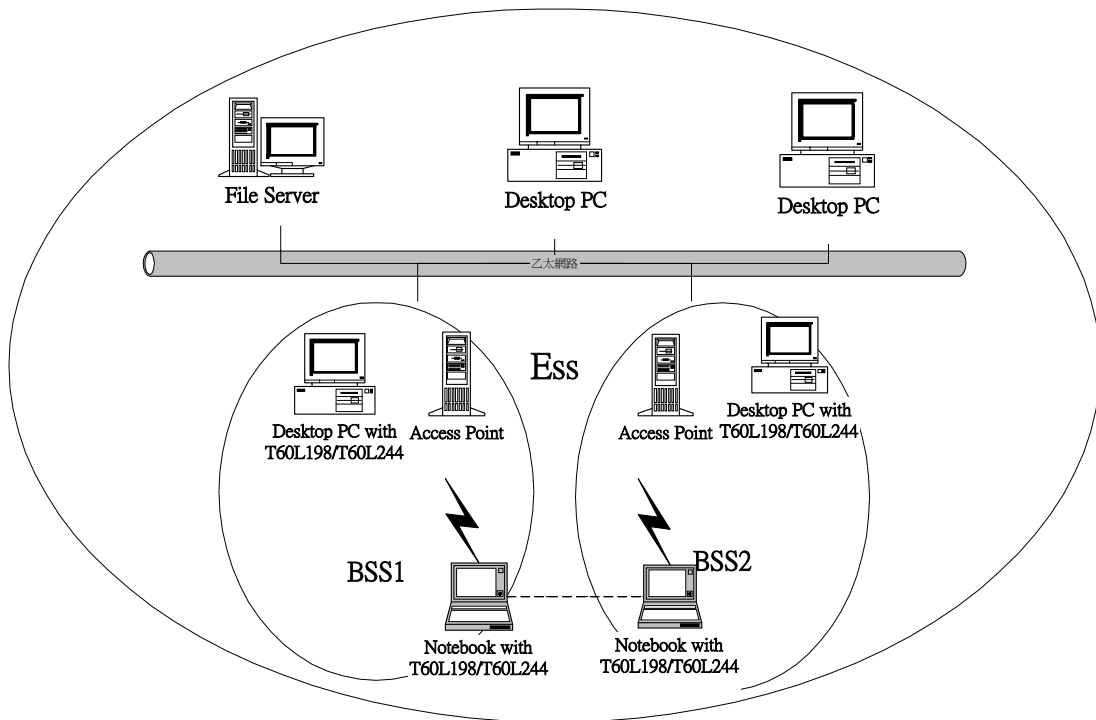 File Server
Desktop PC
Desktop PC
乙太網路
Ess
Desktop PC with
T60L198/T60L244
Access Point
Access Point
Desktop PC with
T60L198/T60L244
BSS1
BSS2
Notebook with
T60L198/T60L244
Notebook with
T60L198/T60L244